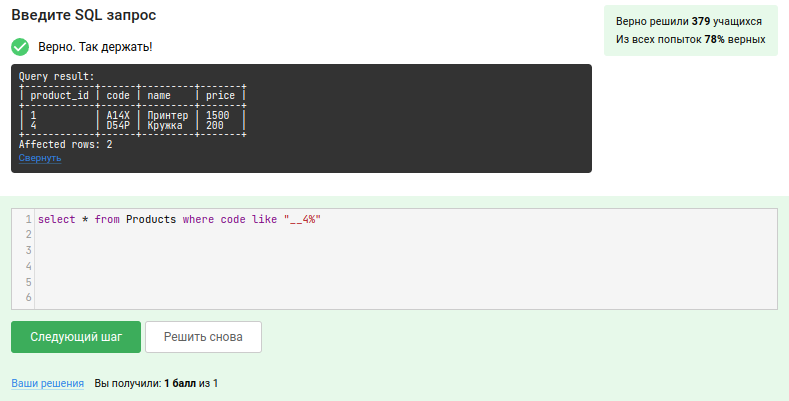 Введите SQL запрос
Верно решили 379 учащихся
Из всех попыток 78% верных
Верно. Так держать!
Query result:
+------------+------+---------+-------+
| product_id | code | name    | price |
+------------+------+---------+-------+
| 1          | A14X | Принтер | 1500  |
| 4          | D54P | Кружка  | 200   |
+------------+------+---------+-------+
Affected rows: 2
Свернуть
1 select * from Products where code like "__4%"
2
3
4
5
6
Следующий шаг Решить снова
Ваши решения Вы получили: 1 балл из 1